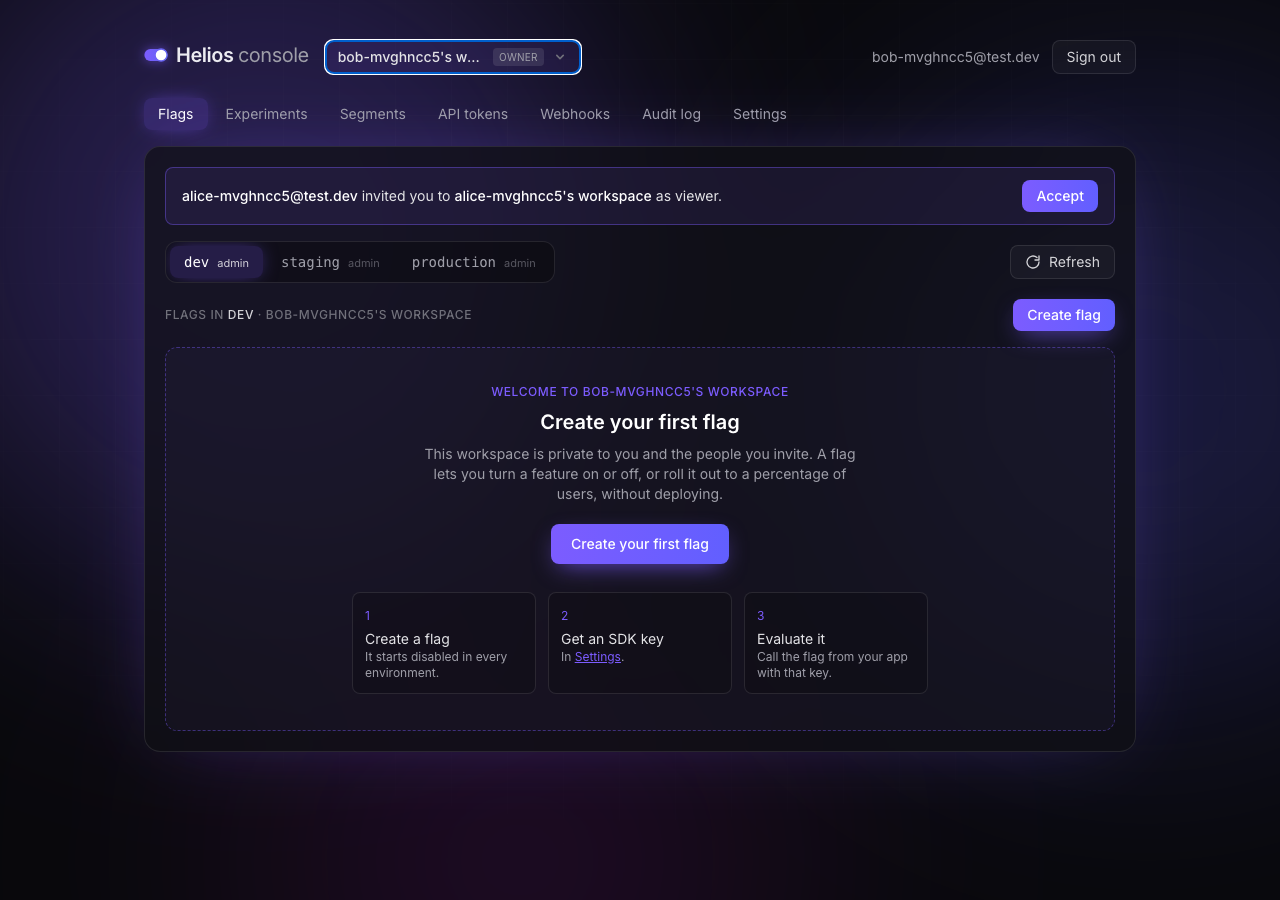 Helios console
bob-mvghncc5's w... OWNER
bob-mvghncc5@test.dev
Sign out
Flags Experiments Segments API tokens Webhooks Audit log Settings
alice-mvghncc5@test.dev invited you to alice-mvghncc5's workspace as viewer.
Accept
dev admin staging admin production admin
Refresh
FLAGS IN DEV · BOB-MVGHNCC5'S WORKSPACE
Create flag
WELCOME TO BOB-MVGHNCC5'S WORKSPACE
Create your first flag
This workspace is private to you and the people you invite. A flag
lets you turn a feature on or off, or roll it out to a percentage of
users, without deploying.
Create your first flag
1
Create a flag
It starts disabled in every
environment.
2
Get an SDK key
In Settings.
3
Evaluate it
Call the flag from your app
with that key.